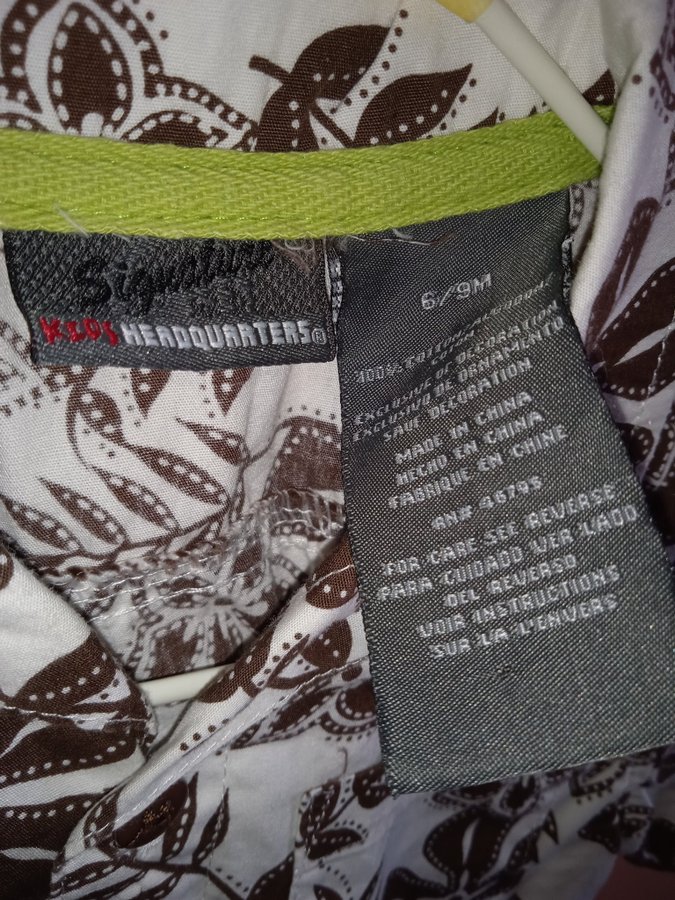 Signature
KIDS HEADQUARTERS®
6/9M
100% COTTON
EXCLUSIVE OF DECORATION
EXCLUSIVO DE ORNAMENTO
SAUF DECORATION
MADE IN CHINA
HECHO EN CHINA
FABRIQUE EN CHINE
RN# 46795
FOR CARE SEE REVERSE
PARA CUIDADO VER LADO
DEL REVERSO
VOIR INSTRUCTIONS
SUR LA L'ENVERS